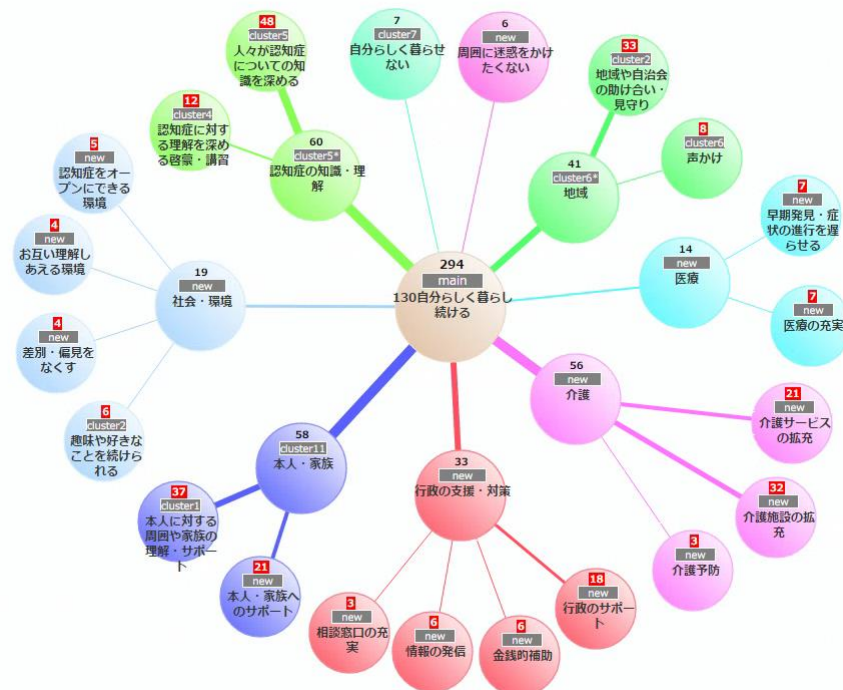 48
cluster5
人々が認知症
についての知
識を深める
7
cluster7
自分らしく暮らせ
ない
6
new
周囲に迷惑をかけ
たくない
33
cluster2
地域や自治会
の助け合い・
見守り
12
cluster4
認知症に対す
る理解を深め
る啓蒙・講習
60
cluster5*
認知症の知識・理
解
41
cluster6*
地域
8
cluster6
声かけ
5
new
認知症をオー
プンにできる
環境
7
new
早期発見・症
状の進行を遅
らせる
4
new
お互い理解し
あえる環境
19
new
社会・環境
294
main
130自分らしく暮らし
続ける
14
new
医療
7
new
医療の充実
4
new
差別・偏見を
なくす
56
new
介護
21
new
介護サービス
の拡充
6
cluster2
趣味や好きな
ことを続けら
れる
58
cluster11
本人・家族
33
new
行政の支援・対策
32
new
介護施設の拡
充
37
cluster1
本人に対する
周囲や家族の
理解・サポー
ト
3
new
介護予防
21
new
本人・家族へ
のサポート
18
new
行政のサポー
ト
3
new
相談窓口の充
実
6
new
情報の発信
6
new
金銭的補助